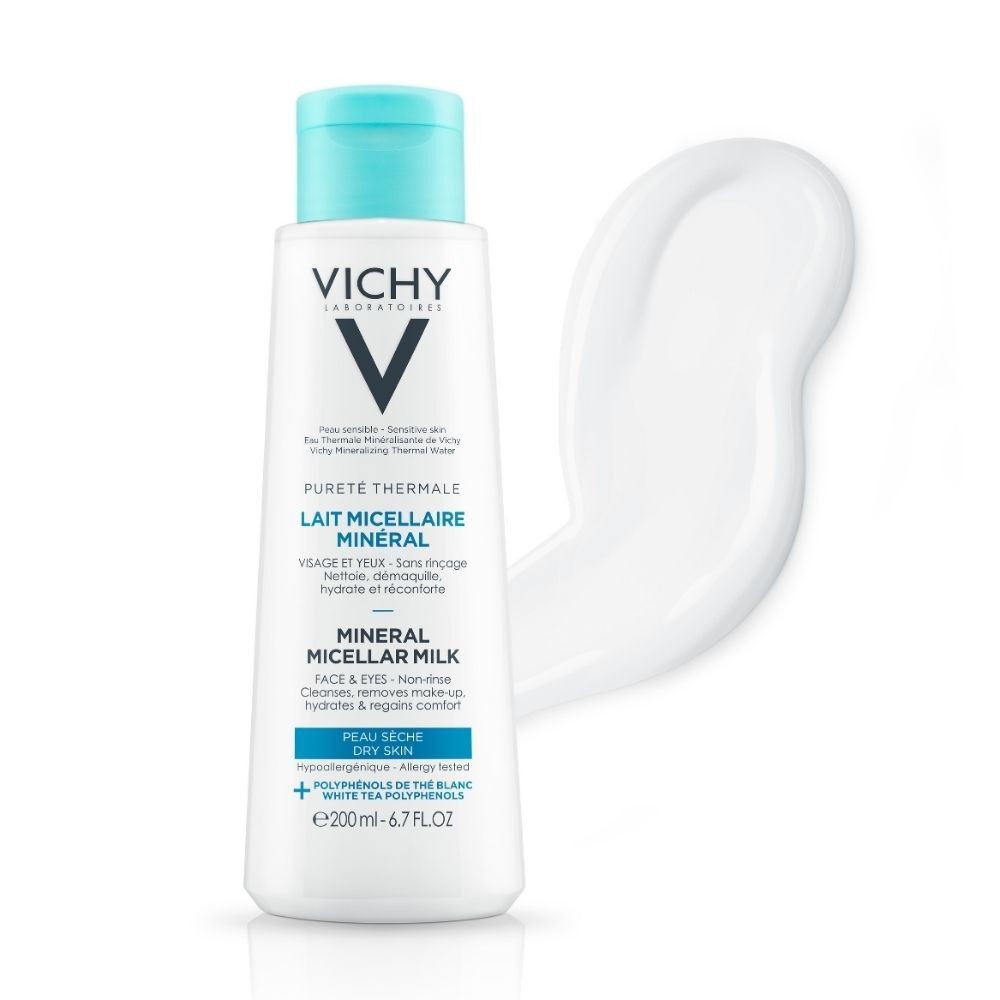 VICHY
LABORATOIRES
V
Peau sensible - Sensitive skin
Eau Thermale Minéralisante de Vichy
Vichy Mineralizing Thermal Water
PURETÉ THERMALE
LAIT MICELLAIRE
MINÉRAL
VISAGE ET YEUX - Sans rinçage
Nettoie, démaquille,
hydrate et réconforte
MINERAL
MICELLAR MILK
FACE & EYES - Non-rinse
Cleanses, removes make-up,
hydrates & regains comfort
PEAU SÈCHE
DRY SKIN
Hypoallergénique - Allergy tested
+ POLYPHÉNOLS DE THÉ BLANC
WHITE TEA POLYPHENOLS
℮200 ml - 6.7 FL.OZ